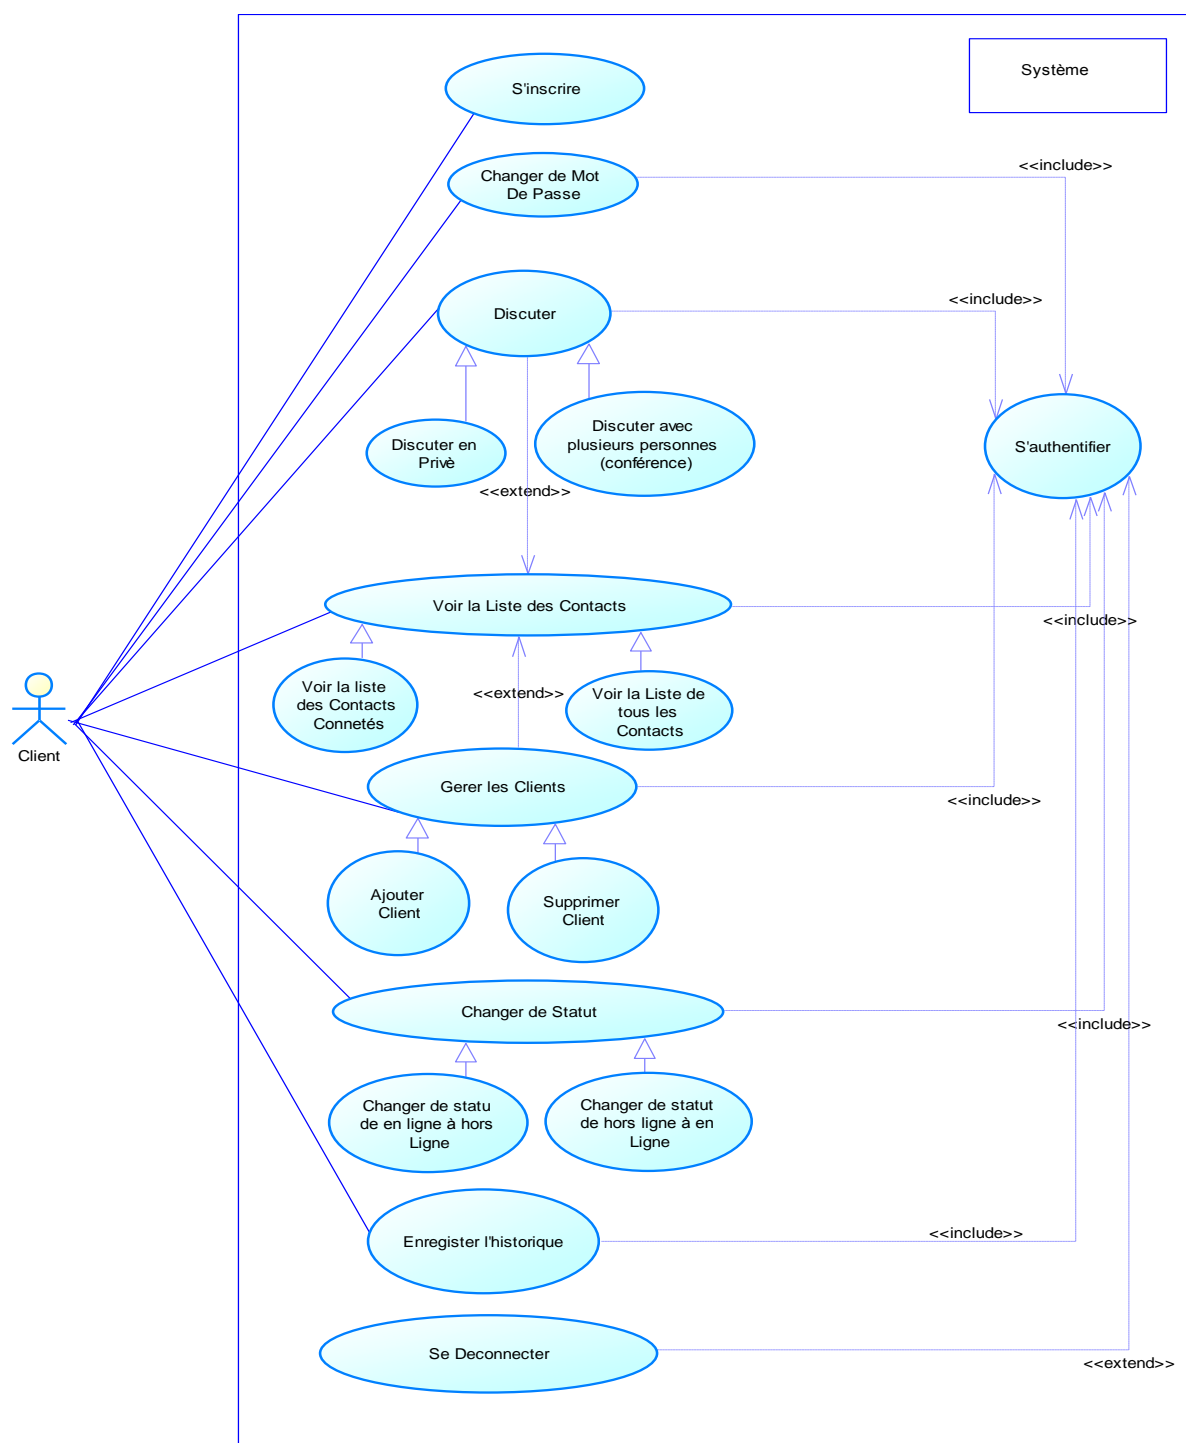 Système
S'inscrire
<<include>>
Changer de Mot
De Passe
<<include>>
Discuter
Discuter en
Privè
Discuter avec
plusieurs personnes
(conférence)
S'authentifier
<<extend>>
Voir la Liste des Contacts
<<include>>
Voir la liste
des Contacts
Connetés
<<extend>>
Voir la Liste de
tous les
Contacts
Client
Gerer les Clients
<<include>>
Ajouter
Client
Supprimer
Client
Changer de Statut
<<include>>
Changer de statu
de en ligne à hors
Ligne
Changer de statut
de hors ligne à en
Ligne
Enregister l'historique
<<include>>
Se Deconnecter
<<extend>>